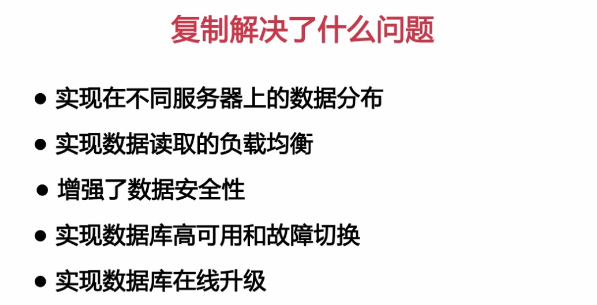 复制解决了什么问题
● 实现在不同服务器上的数据分布
● 实现数据读取的负载均衡
● 增强了数据安全性
● 实现数据库高可用和故障切换
● 实现数据库在线升级